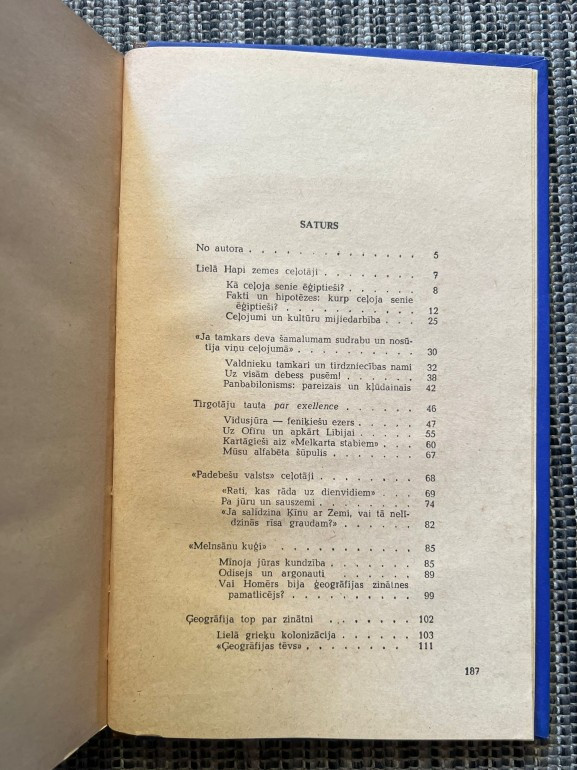 SATURS
No autora . . . . . . . . . . . . . . 5
Lielā Hapi zemes ceļotāji . . . . . . . . 7
Kā ceļoja senie ēģiptieši? . . . . . . 8
Fakti un hipotēzes: kurp ceļoja senie
ēģiptieši? . . . . . . . . . . 12
Ceļojumi un kultūru mijiedarbība . . . 25
«Ja tamkars deva šamalumam sudrabu un nosū-
tīja viņu ceļojumā» . . . . . . . . . . 30
Valdnieku tamkari un tirdzniecības nami 32
Uz visām debess pusēm! . . . . . . 38
Panbabilonisms: pareizais un kļūdainais 42
Tirgotāju tauta par exellence . . . . . . 46
Vidusjūra — feniķiešu ezers . . . . . 47
Uz Ofīru un apkārt Lībijai . . . . . 55
Kartāgieši aiz «Melkarta stabiem» . . . 60
Mūsu alfabēta šūpulis . . . . . . . 67
«Padebešu valsts» ceļotāji . . . . . . . . 68
«Rati, kas rāda uz dienvidiem» . . . . 69
Pa jūru un sauszemi . . . . . . . 74
«Ja salīdzina Ķīnu ar Zemi, vai tā nelī-
dzinās rīsa graudam?» . . . . . . 82
«Melnsānu kuģi» . . . . . . . . . . 85
Mīnoja jūras kundzība . . . . . . 85
Odisejs un argonauti . . . . . . . 89
Vai Homērs bija ģeogrāfijas zinātnes
pamatlicējs? . . . . . . . . . . 99
Ģeogrāfija top par zinātni . . . . . . . 102
Lielā grieķu kolonizācija . . . . . . 103
«Ģeogrāfijas tēvs» . . . . . . . . 111
187